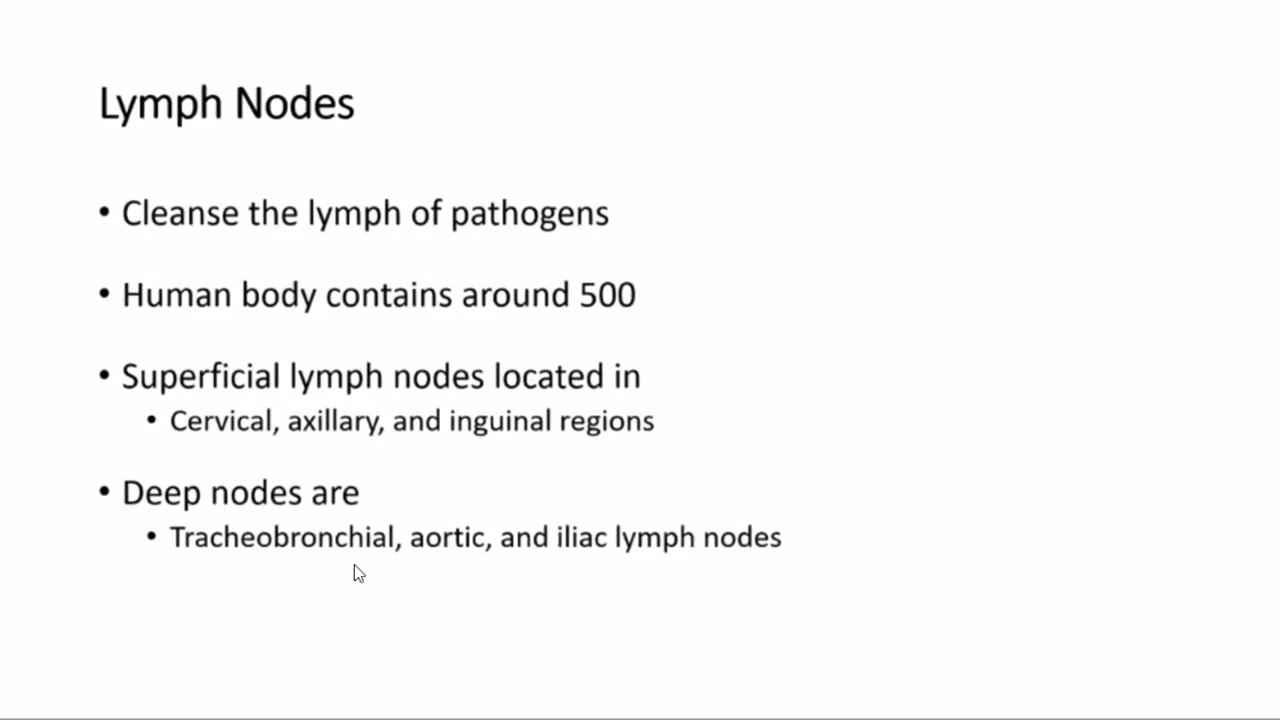 Lymph Nodes
• Cleanse the lymph of pathogens
• Human body contains around 500
• Superficial lymph nodes located in
• Cervical, axillary, and inguinal regions
• Deep nodes are
• Tracheobronchial, aortic, and iliac lymph nodes